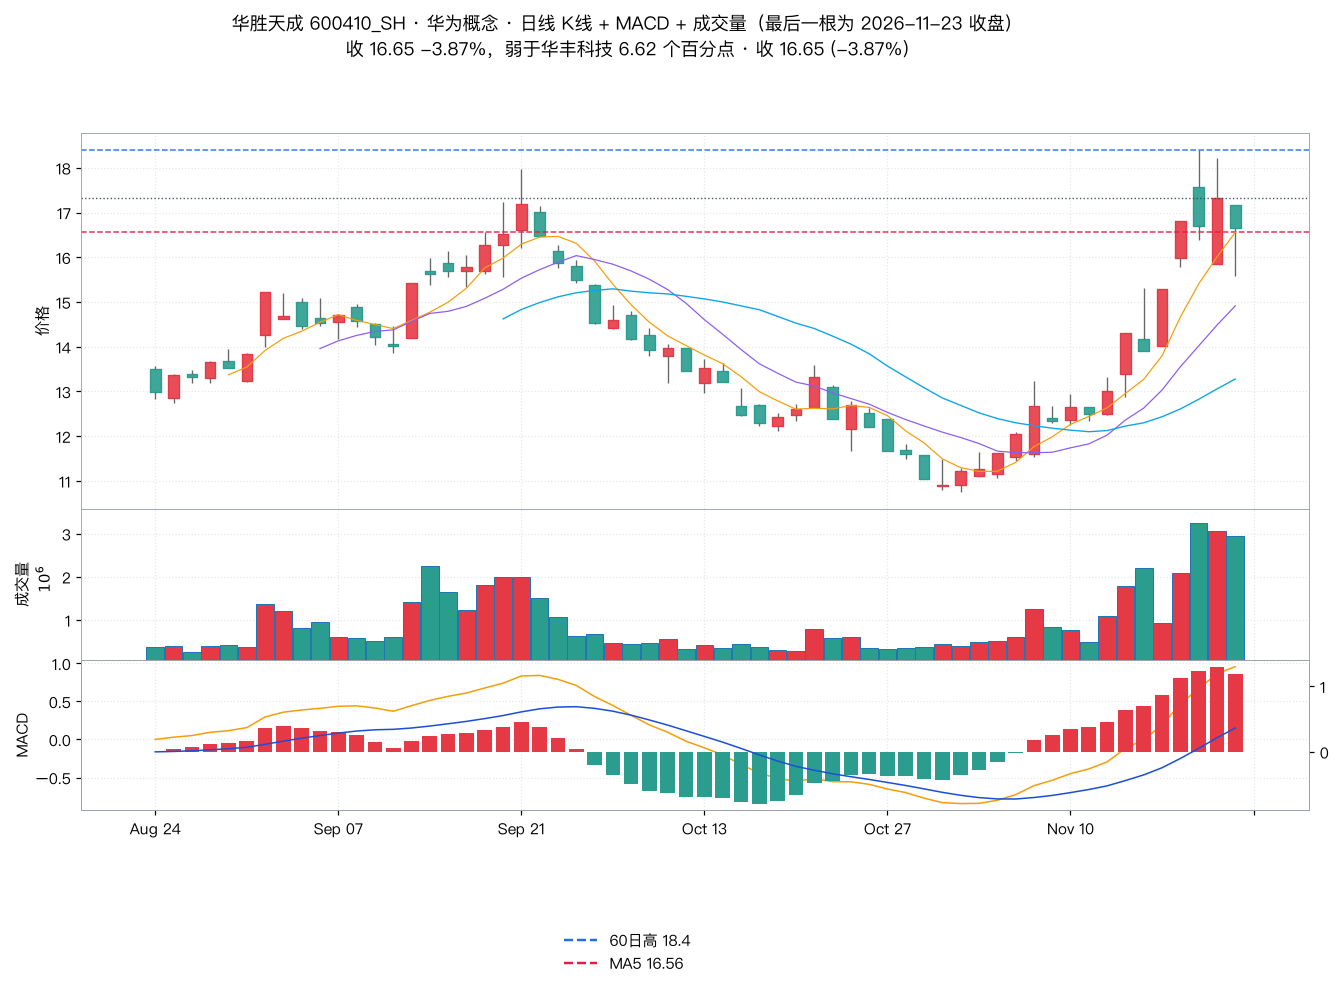 华胜天成 600410_SH · 华为概念 · 日线 K线 + MACD + 成交量（最后一根为 2026–11–23 收盘）
收 16.65 −3.87%，弱于华丰科技 6.62 个百分点 · 收 16.65 (−3.87%)
价格
18
17
16
15
14
13
12
11
成交量
10⁶
3
2
1
MACD
1.0
0.5
0.0
−0.5
1
0
Aug 24
Sep 07
Sep 21
Oct 13
Oct 27
Nov 10
60日高 18.4
MA5 16.56